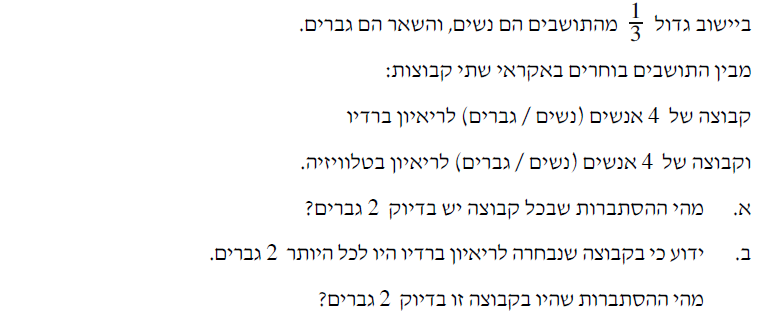 ביישוב גדול 1/3 מהתושבים הם נשים, והשאר הם גברים.
מבין התושבים בוחרים באקראי שתי קבוצות:
קבוצה של 4 אנשים (נשים / גברים) לריאיון ברדיו
וקבוצה של 4 אנשים (נשים / גברים) לריאיון בטלוויזיה.
א. מהי ההסתברות שבכל קבוצה יש בדיוק 2 גברים?
ב. ידוע כי בקבוצה שנבחרה לריאיון ברדיו היו לכל היותר 2 גברים.
מהי ההסתברות שהיו בקבוצה זו בדיוק 2 גברים?